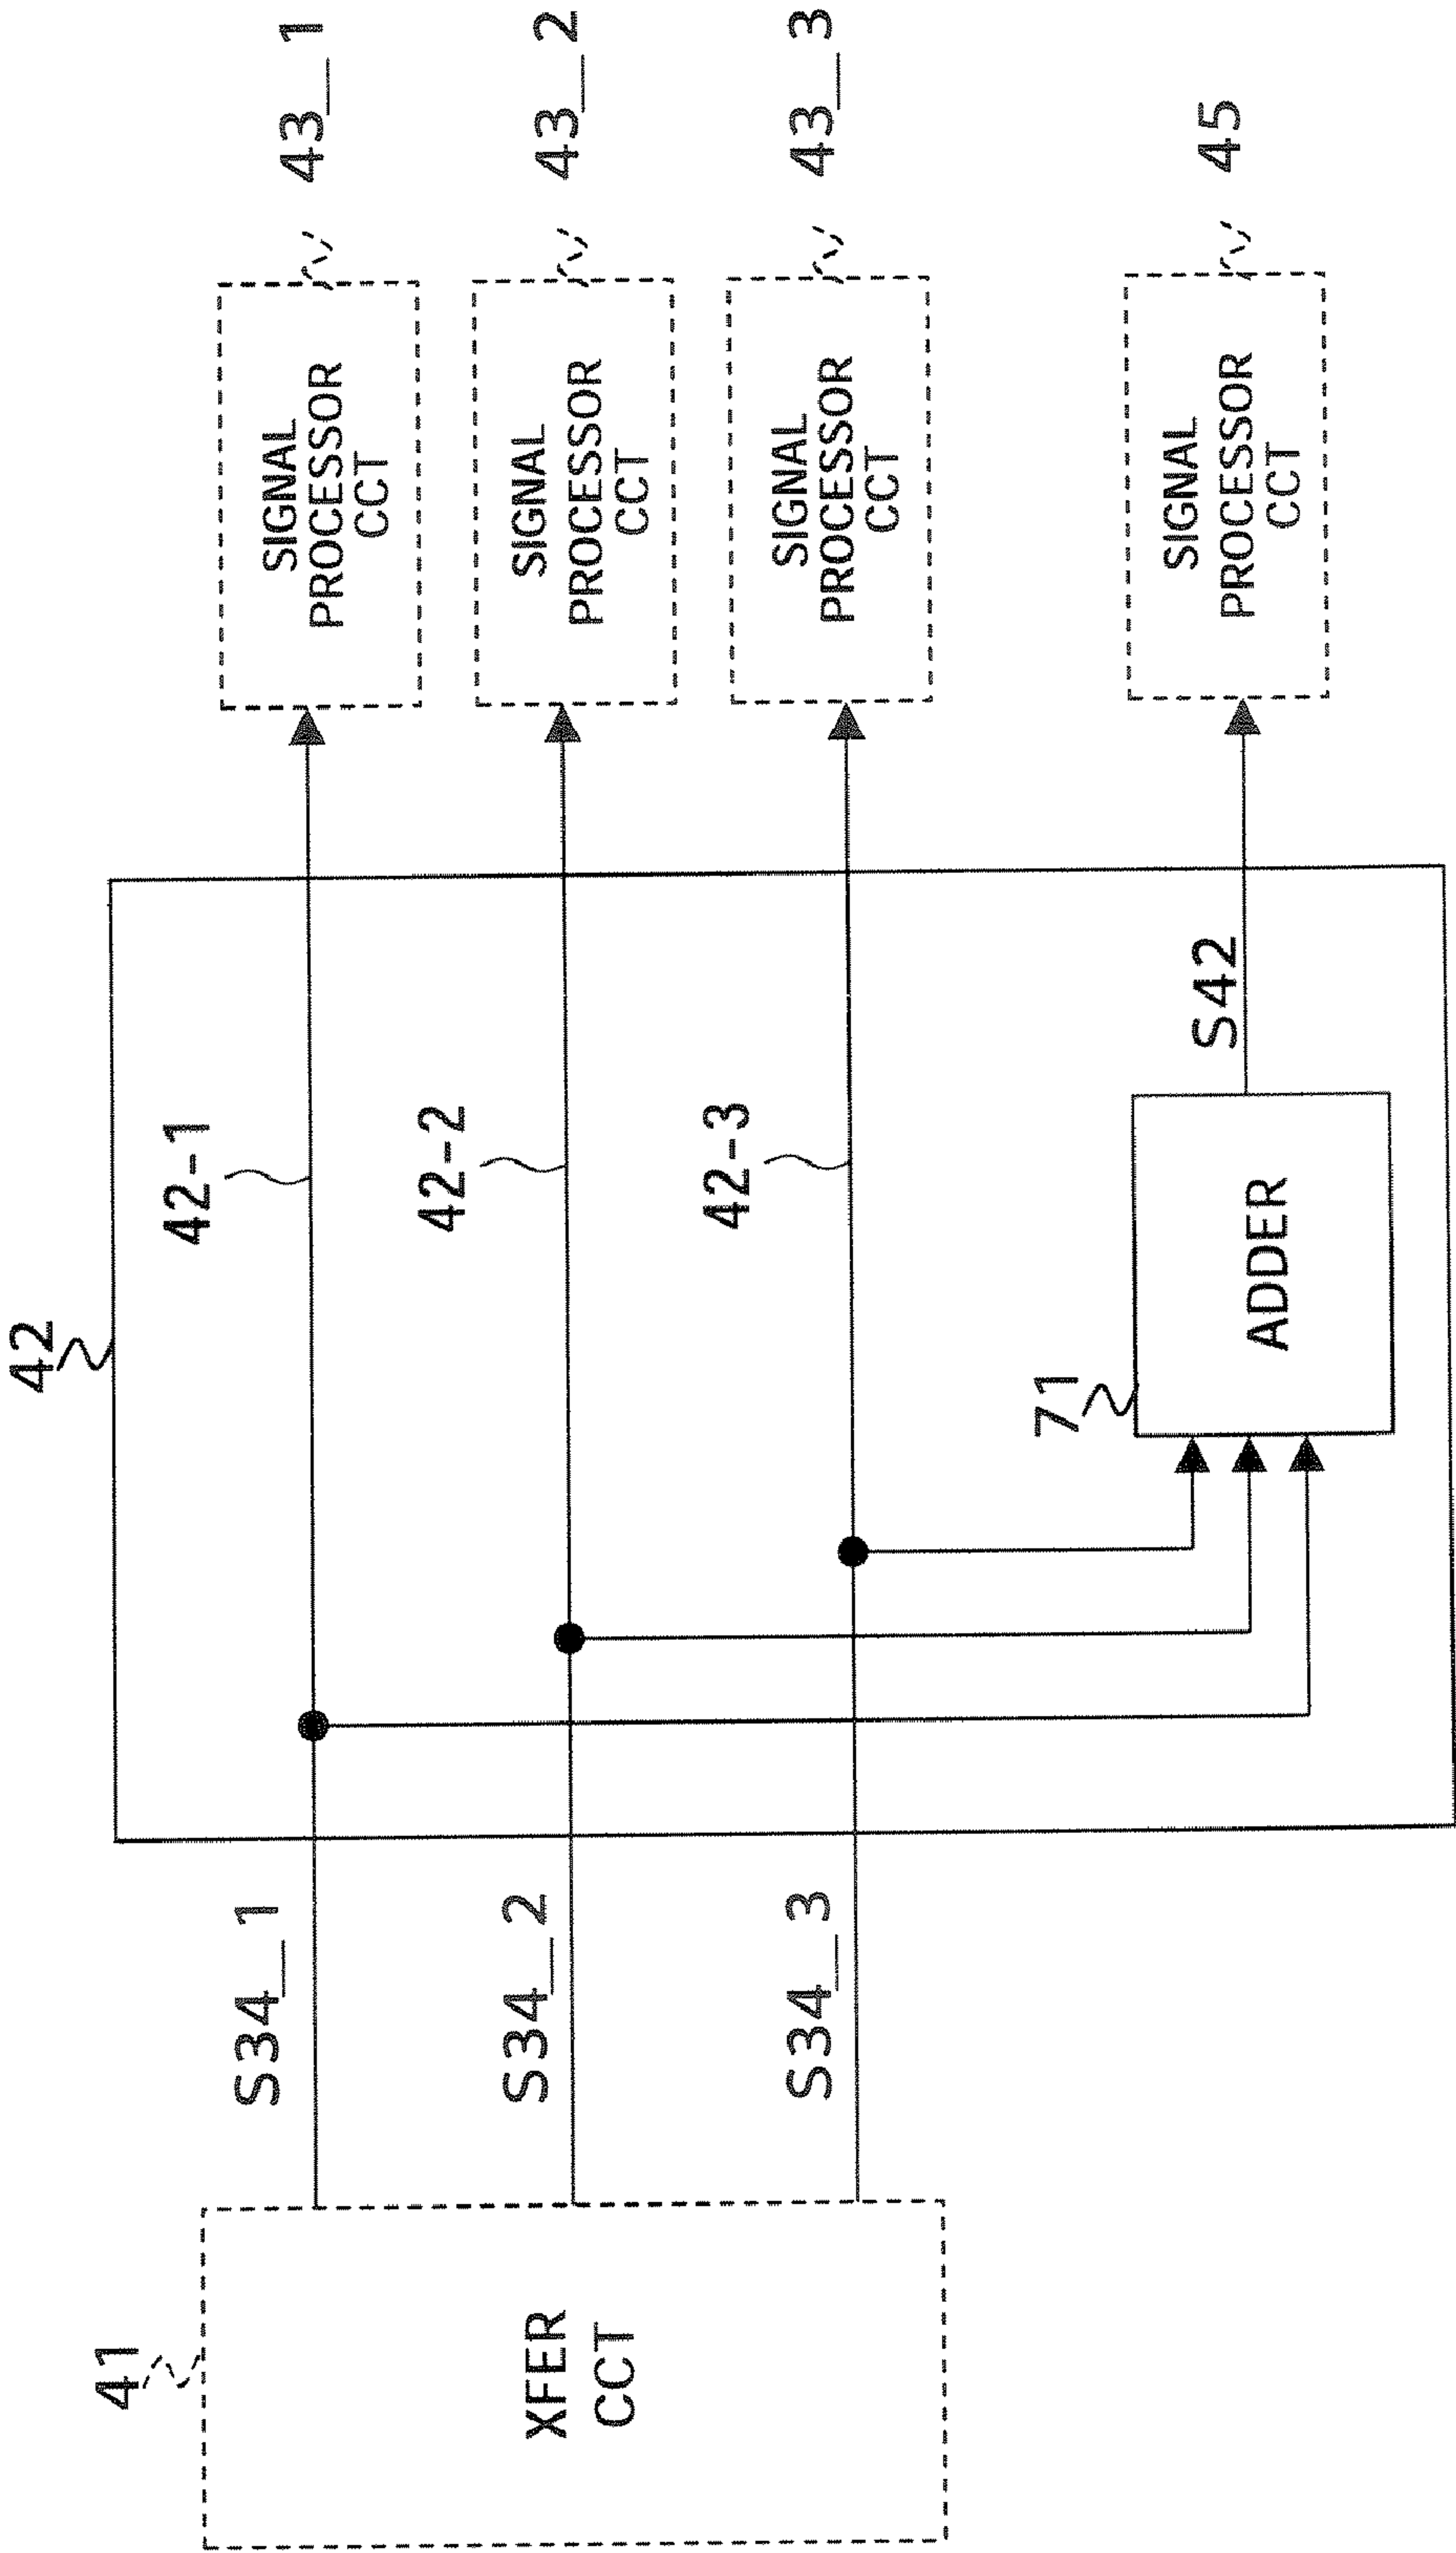 41
XFER
CCT
S34_1
S34_2
S34_3
42
42-1
42-2
42-3
71
ADDER
S42
SIGNAL
PROCESSOR
CCT
43_1
SIGNAL
PROCESSOR
CCT
43_2
SIGNAL
PROCESSOR
CCT
43_3
SIGNAL
PROCESSOR
CCT
45